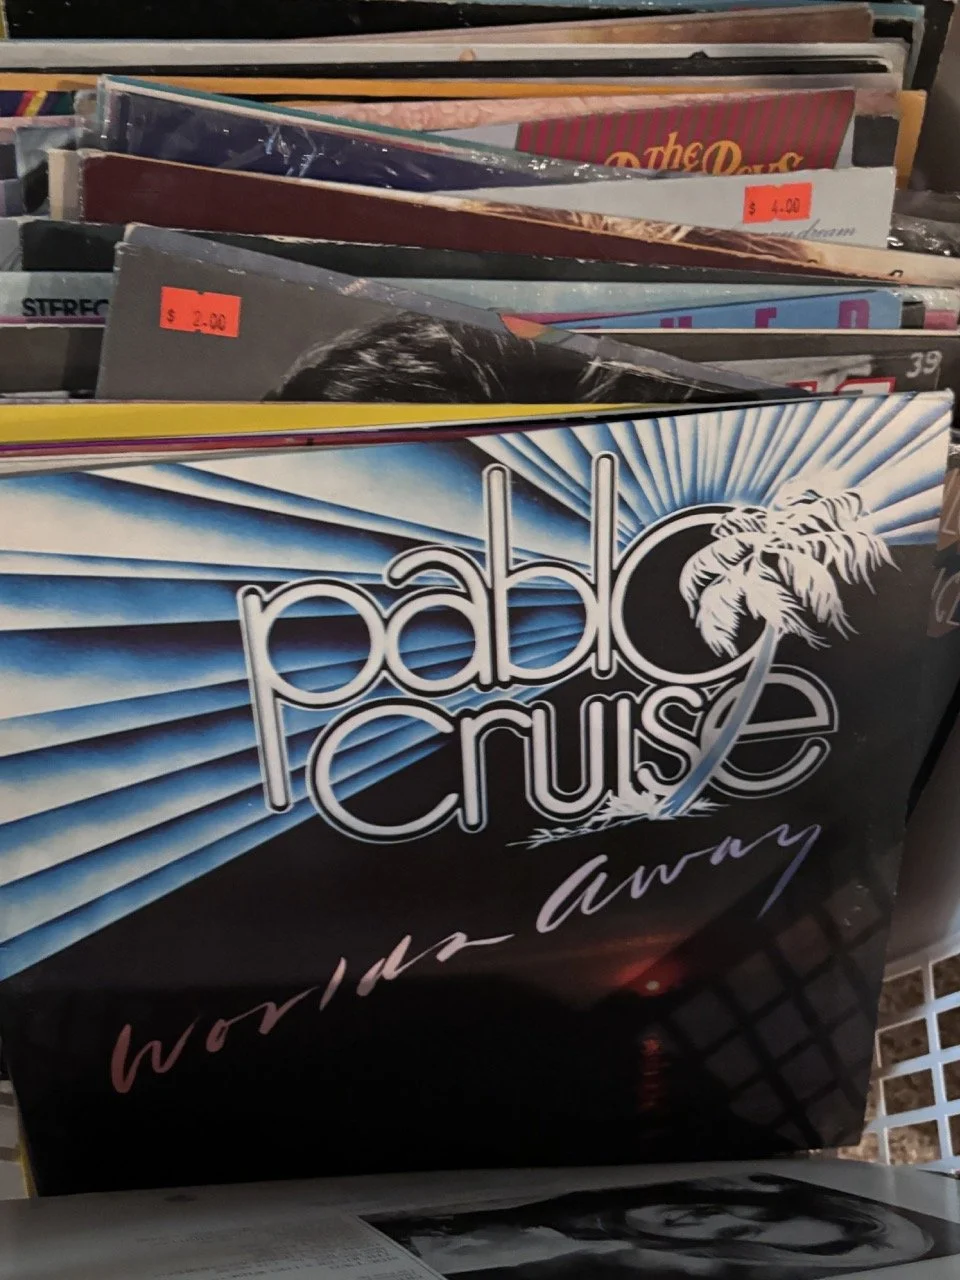 the
Boys
$ 4.00
dream
$ 2.00
STEREO
39
pablo
cruise
Worlds Away